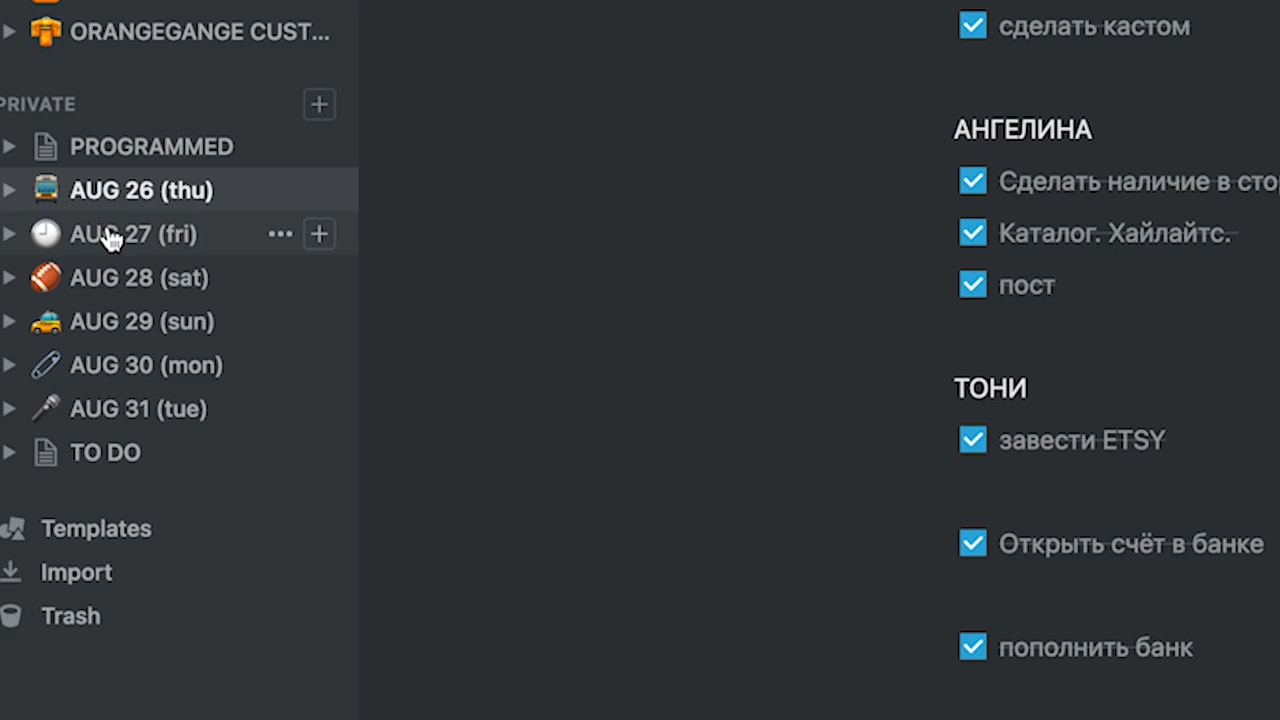 ORANGEGANGE CUST...
PRIVATE
PROGRAMMED
AUG 26 (thu)
AUG 27 (fri)
AUG 28 (sat)
AUG 29 (sun)
AUG 30 (mon)
AUG 31 (tue)
TO DO
Templates
Import
Trash
сделать кастом
АНГЕЛИНА
Сделать наличие в сто
Каталог. Хайлайтс.
пост
ТОНИ
завести ETSY
Открыть счёт в банке
пополнить банк